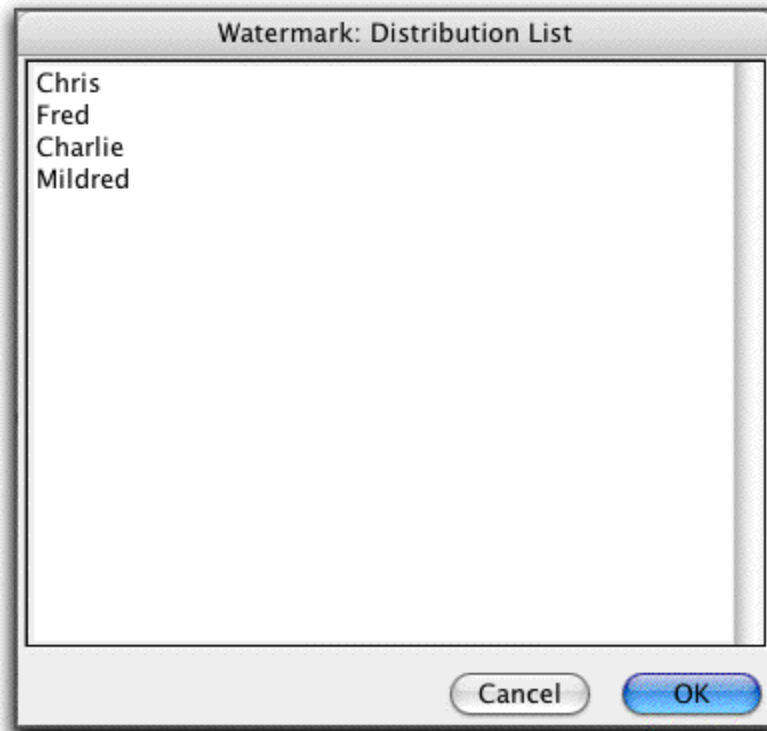 Watermark: Distribution List
Chris
Fred
Charlie
Mildred
Cancel OK